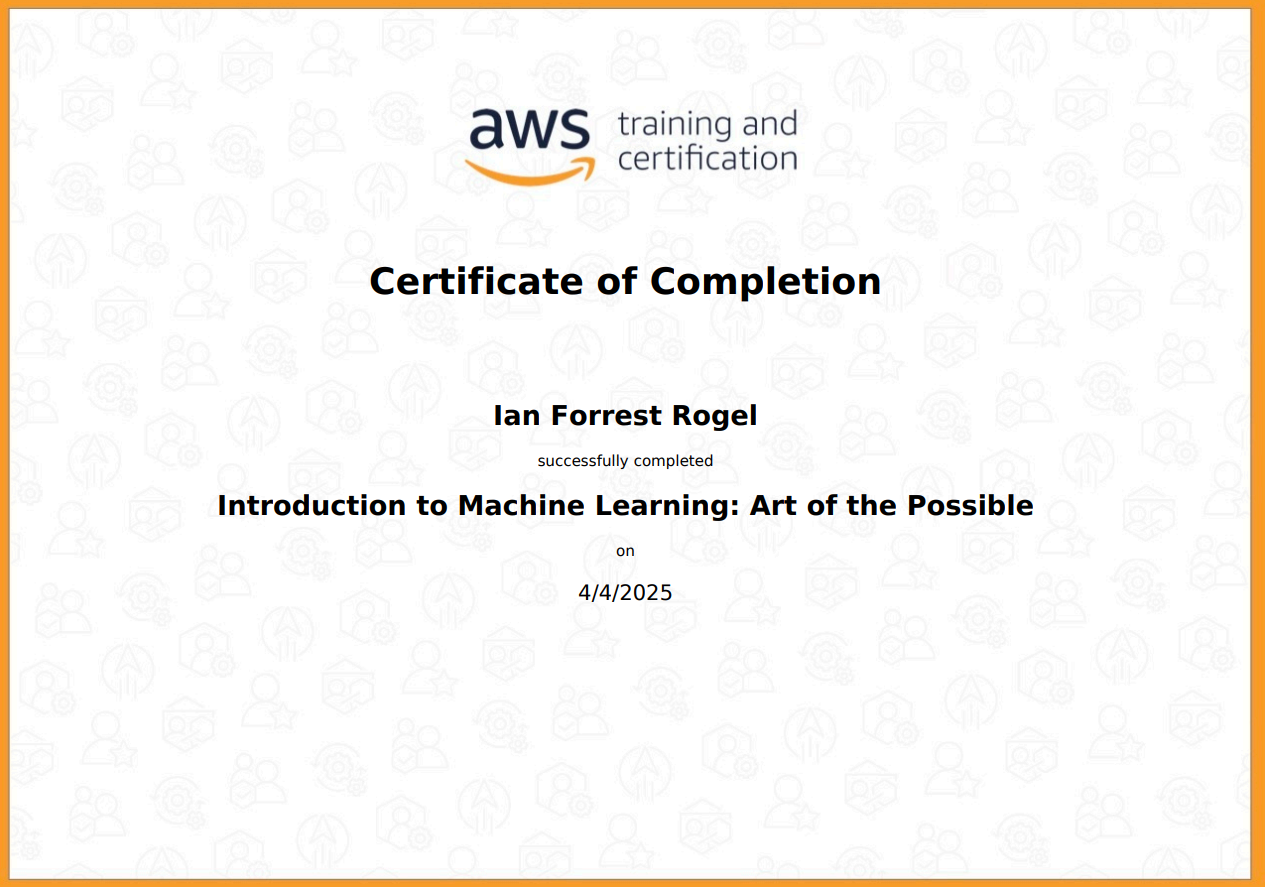 aws training and
certification
Certificate of Completion
Ian Forrest Rogel
successfully completed
Introduction to Machine Learning: Art of the Possible
on
4/4/2025